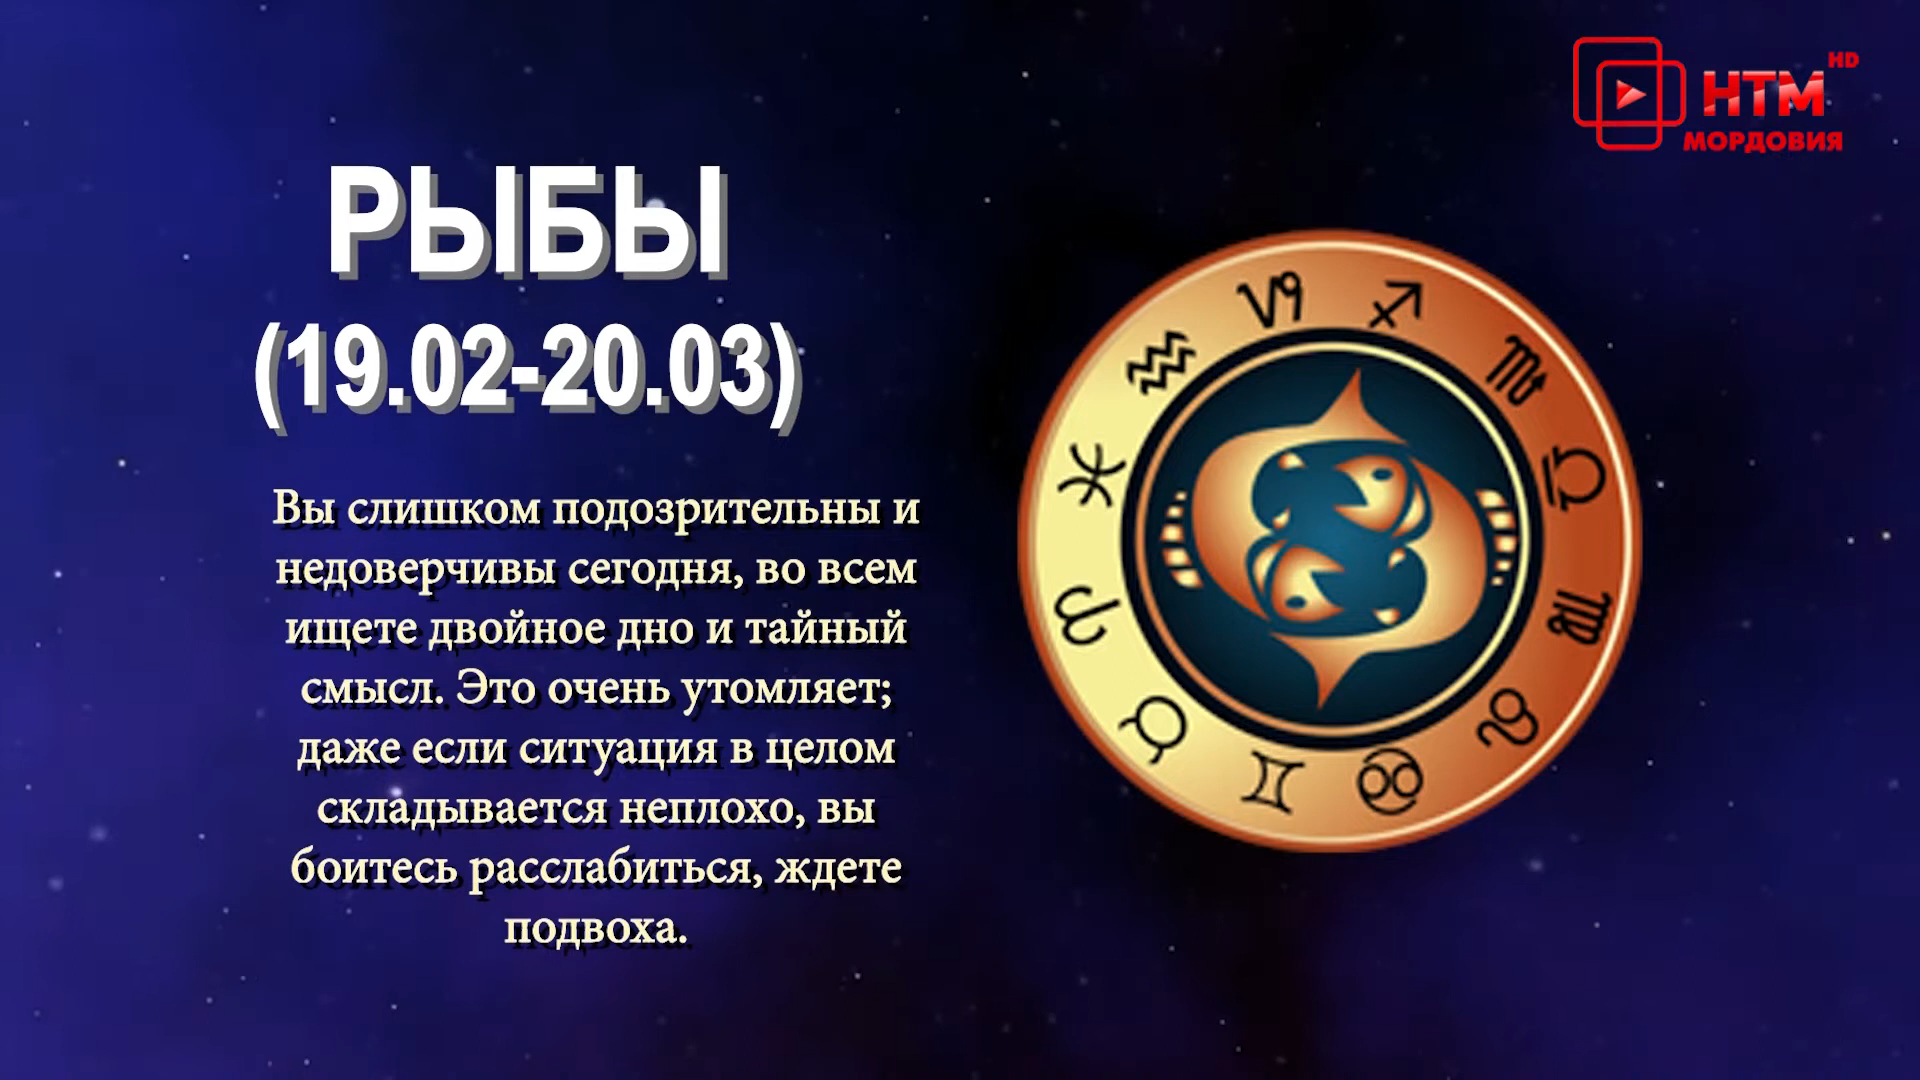 HD
НТМ
МОРДОВИЯ
РЫБЫ
(19.02-20.03)
Вы слишком подозрительны и
недоверчивы сегодня, во всем
ищете двойное дно и тайный
смысл. Это очень утомляет;
даже если ситуация в целом
складывается неплохо, вы
боитесь расслабиться, ждете
подвоха.